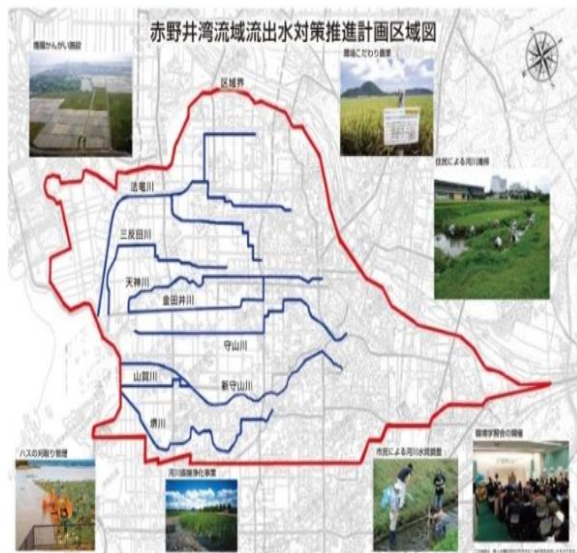 赤野井湾流域流出水対策推進計画区域図
循環かんがい施設
環境こだわり農業
区域界
住民による河川清掃
法竜川
三反田川
天神川
金田井川
守山川
山賀川
新守山川
堺川
ハスの刈取り管理
河川直接浄化事業
市民による河川水質調査
環境学習会の開催